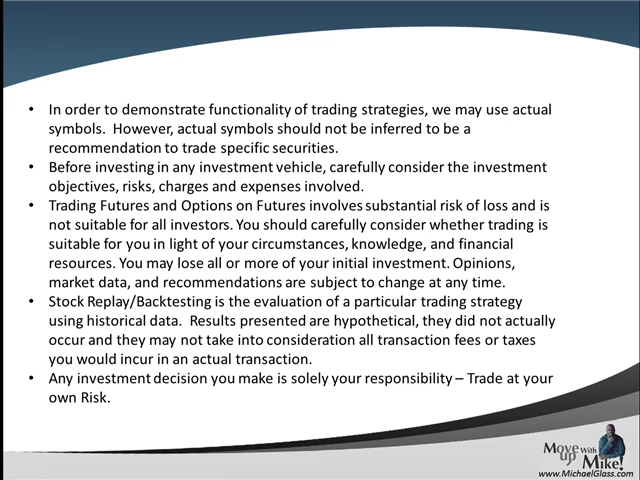 • In order to demonstrate functionality of trading strategies, we may use actual
symbols.  However, actual symbols should not be inferred to be a
recommendation to trade specific securities.
• Before investing in any investment vehicle, carefully consider the investment
objectives, risks, charges and expenses involved.
• Trading Futures and Options on Futures involves substantial risk of loss and is
not suitable for all investors. You should carefully consider whether trading is
suitable for you in light of your circumstances, knowledge, and financial
resources. You may lose all or more of your initial investment. Opinions,
market data, and recommendations are subject to change at any time.
• Stock Replay/Backtesting is the evaluation of a particular trading strategy
using historical data.  Results presented are hypothetical, they did not actually
occur and they may not take into consideration all transaction fees or taxes
you would incur in an actual transaction.
• Any investment decision you make is solely your responsibility – Trade at your
own Risk.
Move up With Mike!
www.MichaelGlass.com